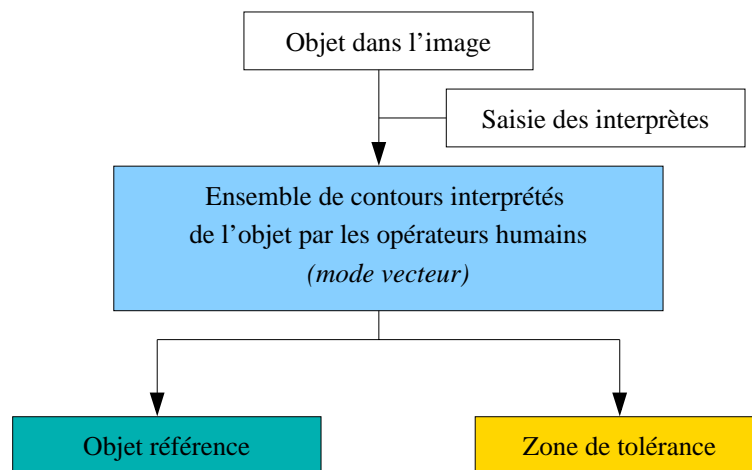 Objet dans l’image
Saisie des interprètes
Ensemble de contours interprétés
de l’objet par les opérateurs humains
(mode vecteur)
Objet référence
Zone de tolérance